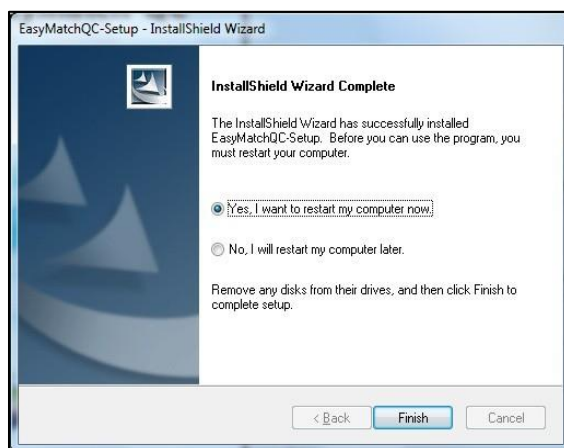 EasyMatchQC-Setup - InstallShield Wizard
InstallShield Wizard Complete
The InstallShield Wizard has successfully installed
EasyMatchQC-Setup. Before you can use the program, you
must restart your computer.
Yes, I want to restart my computer now.
No, I will restart my computer later.
Remove any disks from their drives, and then click Finish to
complete setup.
< Back
Finish
Cancel